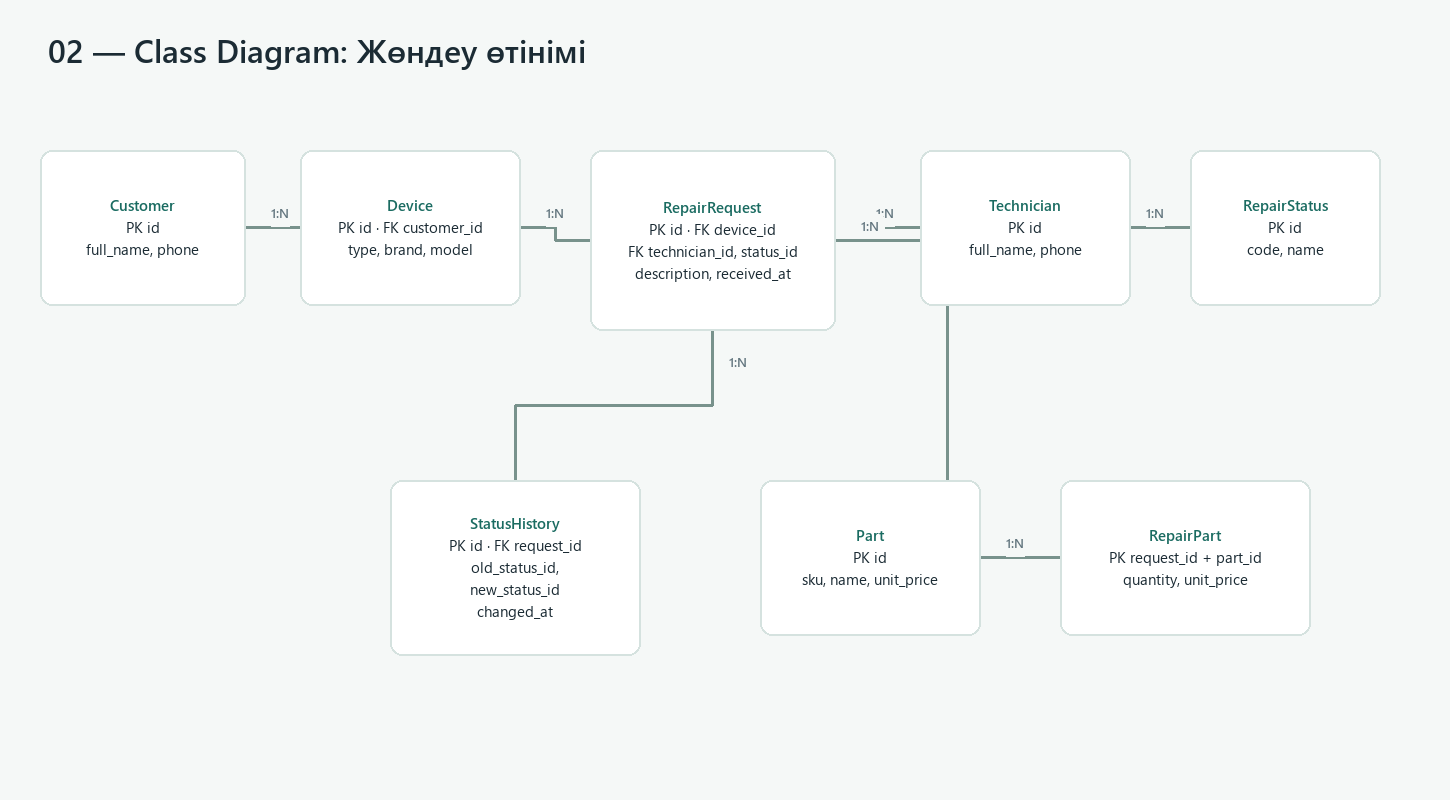 02 — Class Diagram: Жөндеу өтінімі
Customer
PK id
full_name, phone
1:N
Device
PK id · FK customer_id
type, brand, model
1:N
RepairRequest
PK id · FK device_id
FK technician_id, status_id
description, received_at
1:N
1:N
Technician
PK id
full_name, phone
1:N
RepairStatus
PK id
code, name
1:N
StatusHistory
PK id · FK request_id
old_status_id,
new_status_id
changed_at
Part
PK id
sku, name, unit_price
1:N
RepairPart
PK request_id + part_id
quantity, unit_price